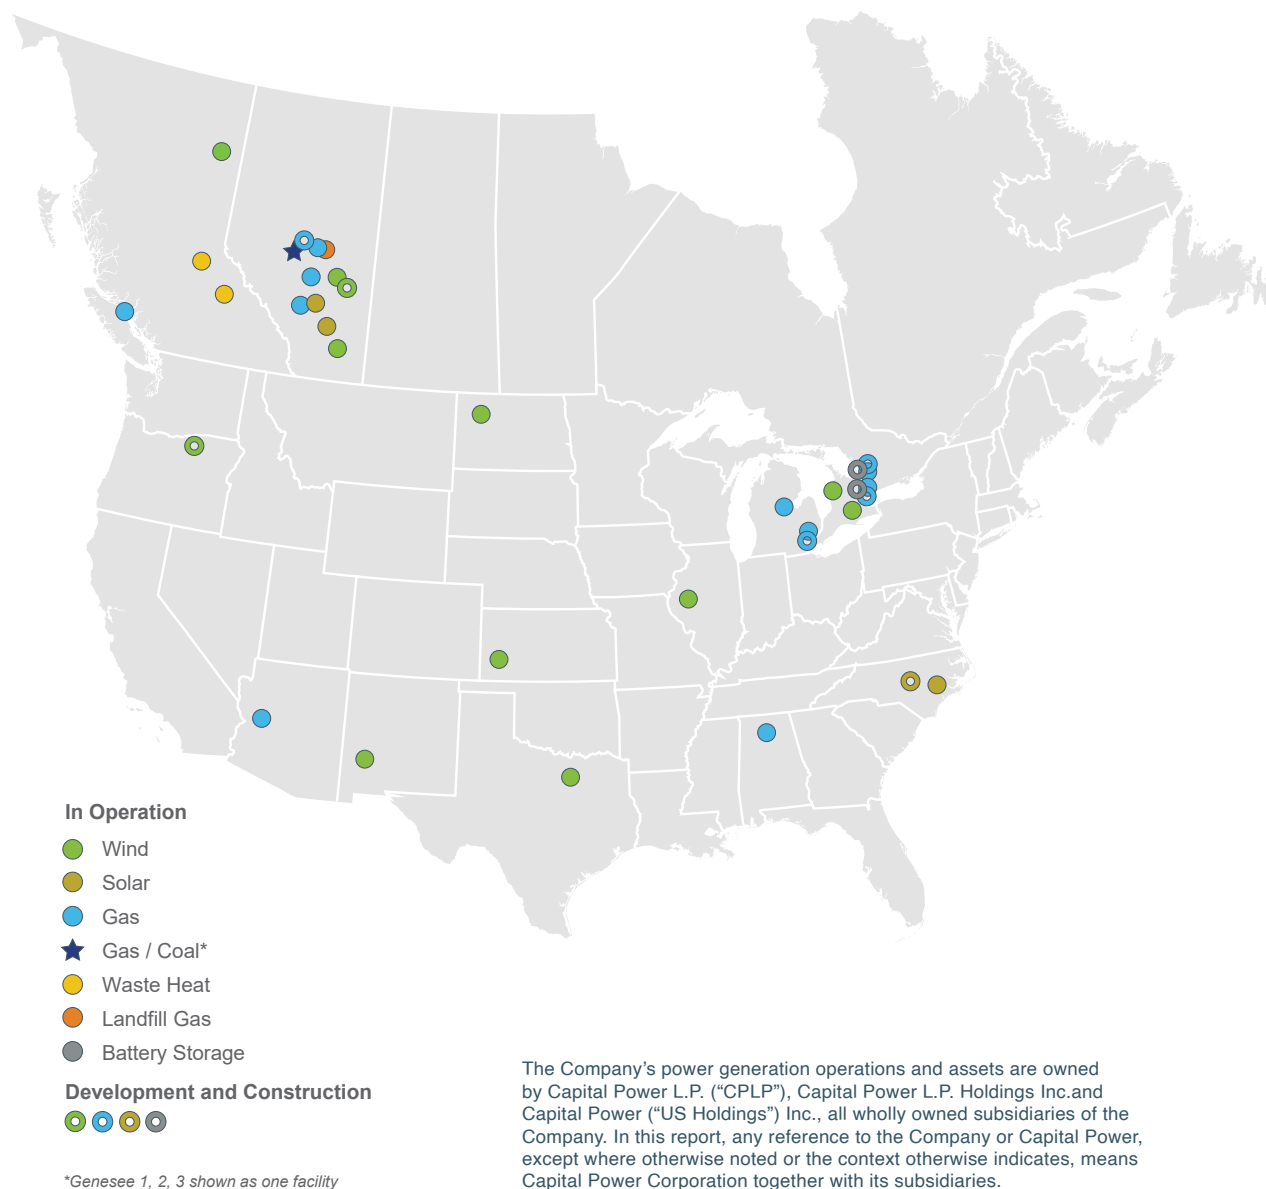 In Operation
Wind
Solar
Gas
Gas / Coal*
Waste Heat
Landfill Gas
Battery Storage
Development and Construction
*Genesee 1, 2, 3 shown as one facility
The Company’s power generation operations and assets are owned
by Capital Power L.P. (“CPLP”), Capital Power L.P. Holdings Inc.and
Capital Power (“US Holdings”) Inc., all wholly owned subsidiaries of the
Company. In this report, any reference to the Company or Capital Power,
except where otherwise noted or the context otherwise indicates, means
Capital Power Corporation together with its subsidiaries.